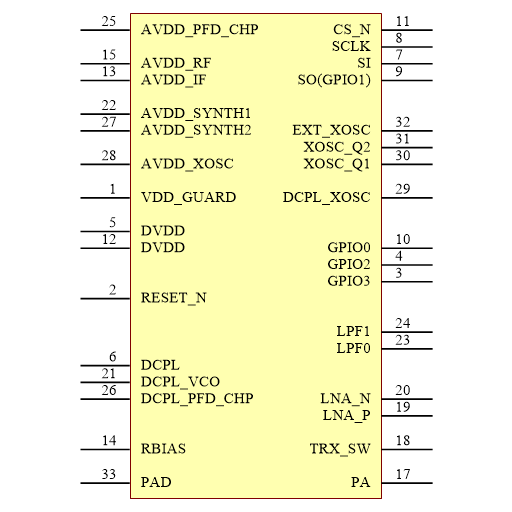 25 AVDD_PFD_CHP CS_N 11
SCLK 8
15 AVDD_RF SI 7
13 AVDD_IF SO(GPIO1) 9
22 AVDD_SYNTH1
27 AVDD_SYNTH2 EXT_XOSC 32
XOSC_Q2 31
28 AVDD_XOSC XOSC_Q1 30
1 VDD_GUARD DCPL_XOSC 29
5 DVDD
12 DVDD GPIO0 10
GPIO2 4
GPIO3 3
2 RESET_N
LPF1 24
LPF0 23
6 DCPL
21 DCPL_VCO
26 DCPL_PFD_CHP LNA_N 20
LNA_P 19
14 RBIAS TRX_SW 18
33 PAD PA 17